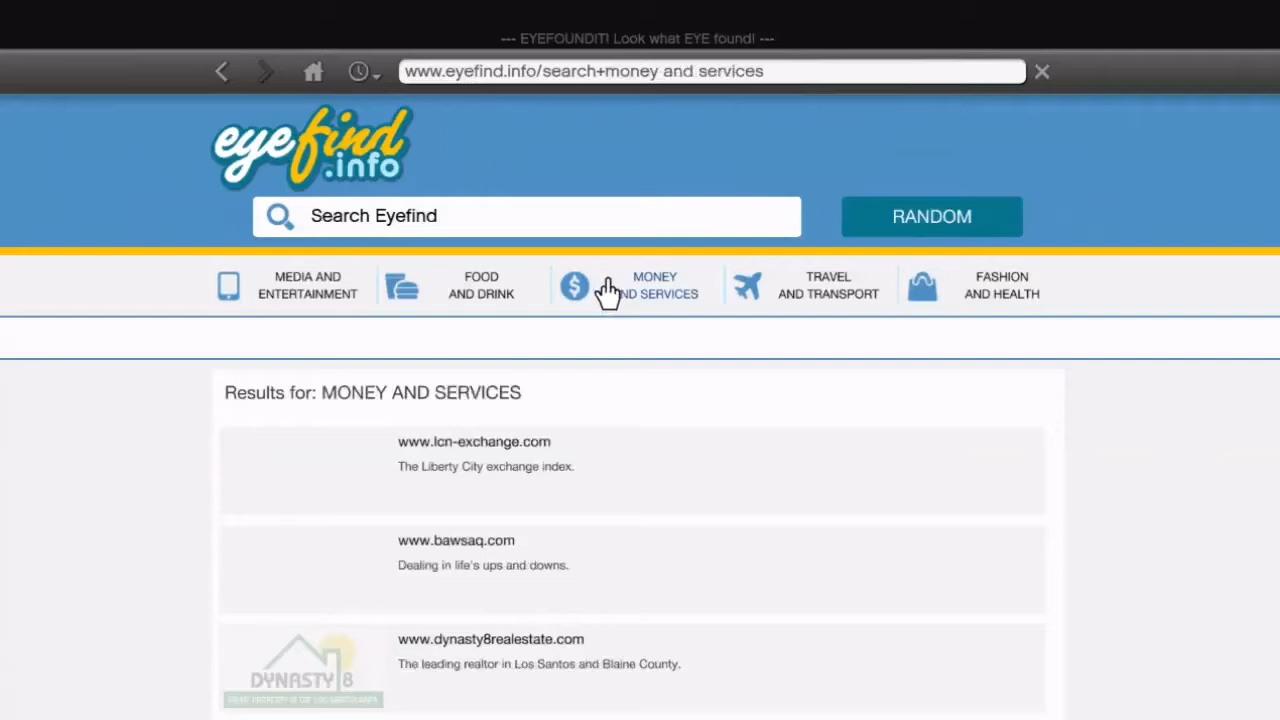 --- EYEFOUNDIT! Look what EYE found! ---
www.eyefind.info/search+money and services
eyefind
.info
Search Eyefind
RANDOM
MEDIA AND
ENTERTAINMENT
FOOD
AND DRINK
MONEY
AND SERVICES
TRAVEL
AND TRANSPORT
FASHION
AND HEALTH
Results for: MONEY AND SERVICES
www.lcn-exchange.com
The Liberty City exchange index.
www.bawsaq.com
Dealing in life's ups and downs.
www.dynasty8realestate.com
The leading realtor in Los Santos and Blaine County.
DYNASTY 8